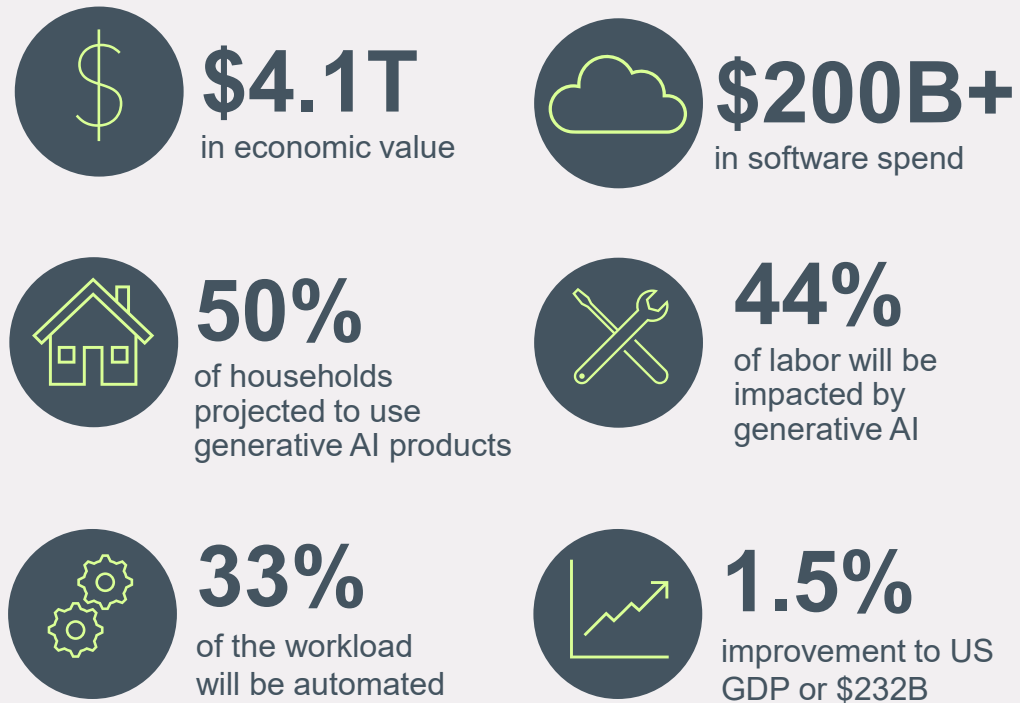 $4.1T
in economic value
$200B+
in software spend
50%
of households
projected to use
generative AI products
44%
of labor will be
impacted by
generative AI
33%
of the workload
will be automated
1.5%
improvement to US
GDP or $232B